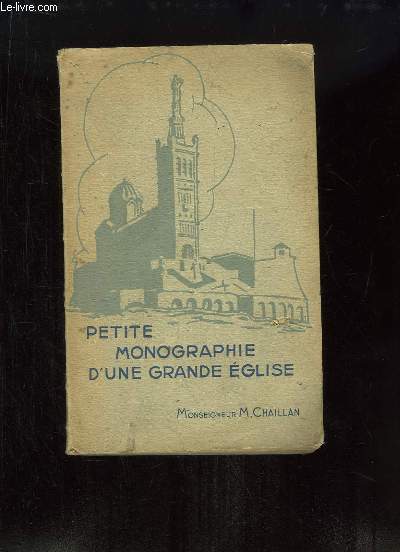 Le-livre.com
PETITE
MONOGRAPHIE
D'UNE GRANDE ÉGLISE
MONSEIGNEUR M. CHAILLAN